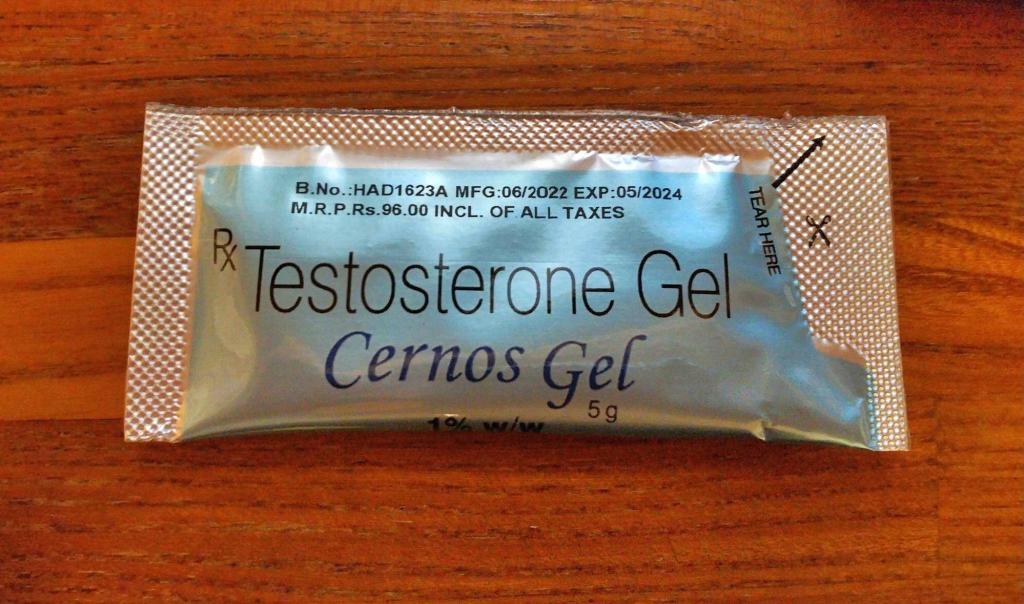 B.No.:HAD1623A MFG:06/2022 EXP:05/2024
M.R.P.Rs.96.00 INCL. OF ALL TAXES
TEAR HERE
Rx Testosterone Gel
Cernos Gel
5g
1% w/w